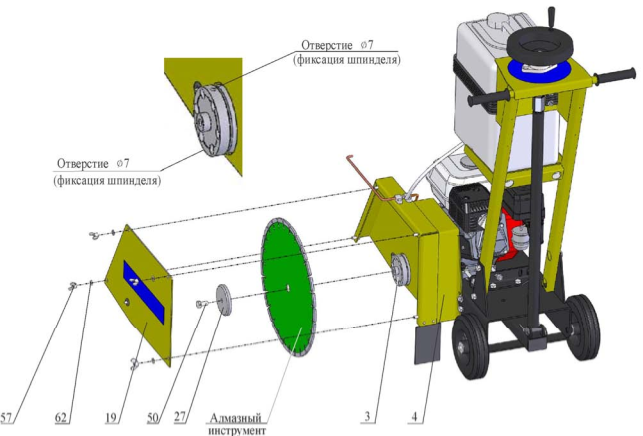 Отверстие ⌀7
(фиксация шпинделя)
Отверстие ⌀7
(фиксация шпинделя)
57
62
19
50
27
Алмазный
инструмент
3
4